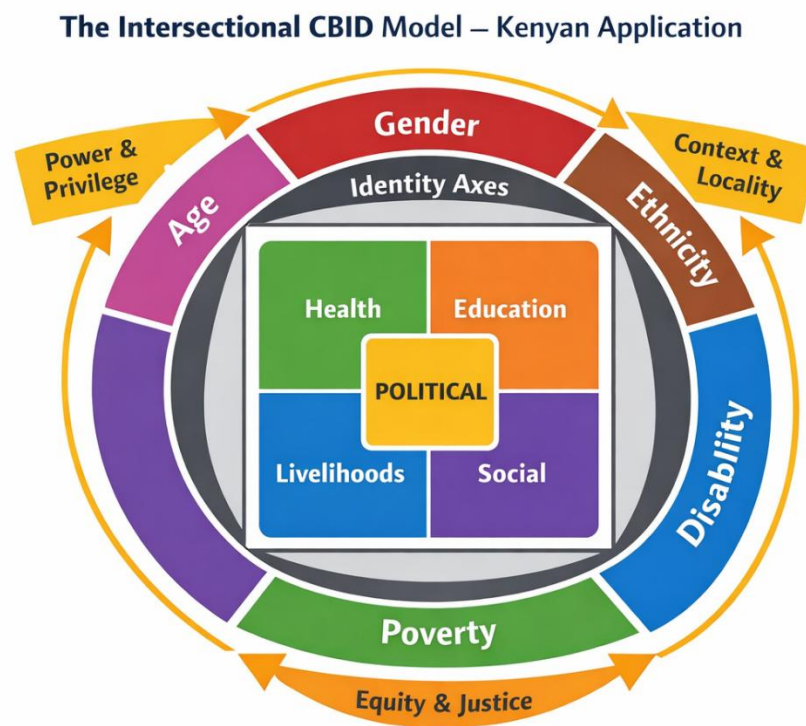 The Intersectional CBID Model – Kenyan Application
Power &
Privilege
Gender
Context &
Locality
Age
Identity Axes
Ethnicity
Health
Education
POLITICAL
Livelihoods
Social
Disabliity
Poverty
Equity & Justice